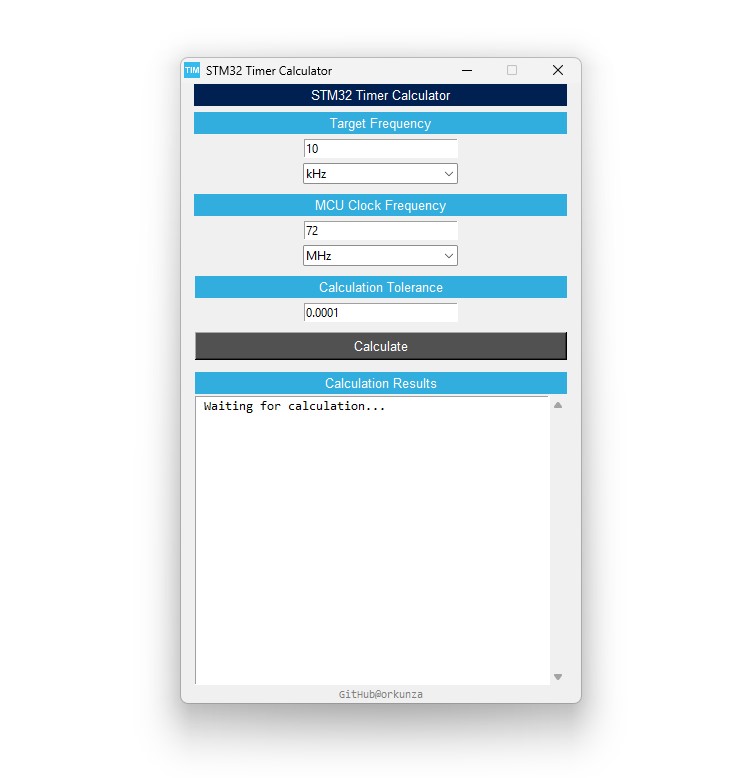 TIM STM32 Timer Calculator
STM32 Timer Calculator
Target Frequency
10
kHz
MCU Clock Frequency
72
MHz
Calculation Tolerance
0.0001
Calculate
Calculation Results
Waiting for calculation...
GitHub@orkunza